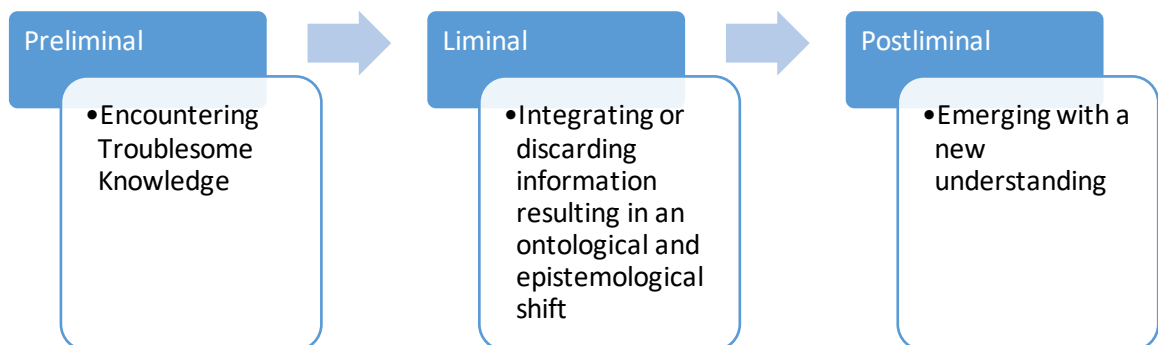 Preliminal
•Encountering
Troublesome
Knowledge
Liminal
•Integrating or
discarding
information
resulting in an
ontological and
epistemological
shift
Postliminal
•Emerging with a
new
understanding